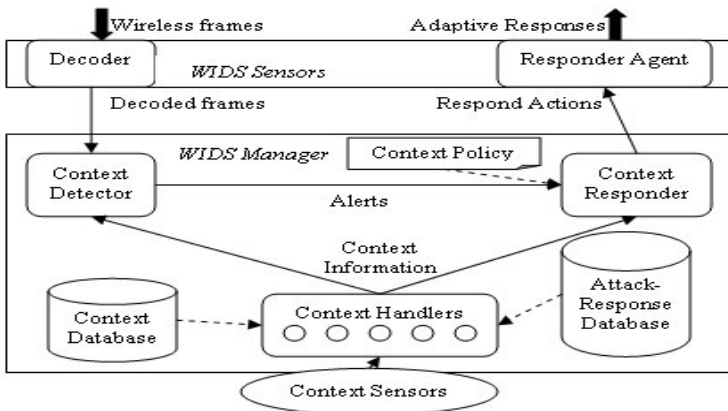 Wireless frames
Adaptive Responses
Decoder
WIDS Sensors
Responder Agent
Decoded frames
Respond Actions
WIDS Manager
Context Policy
Context
Detector
Context
Responder
Alerts
Context
Information
Context
Database
Context Handlers
Attack-
Response
Database
Context Sensors